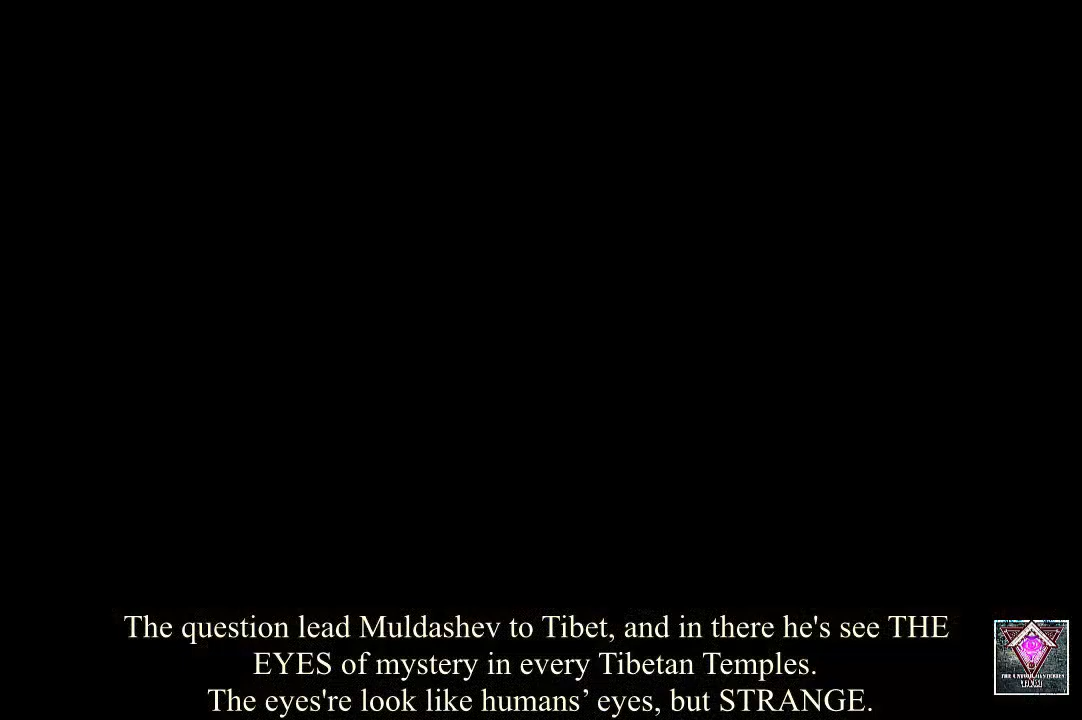 The question lead Muldashev to Tibet, and in there he's see THE
EYES of mystery in every Tibetan Temples.
The eyes're look like humans’ eyes, but STRANGE.